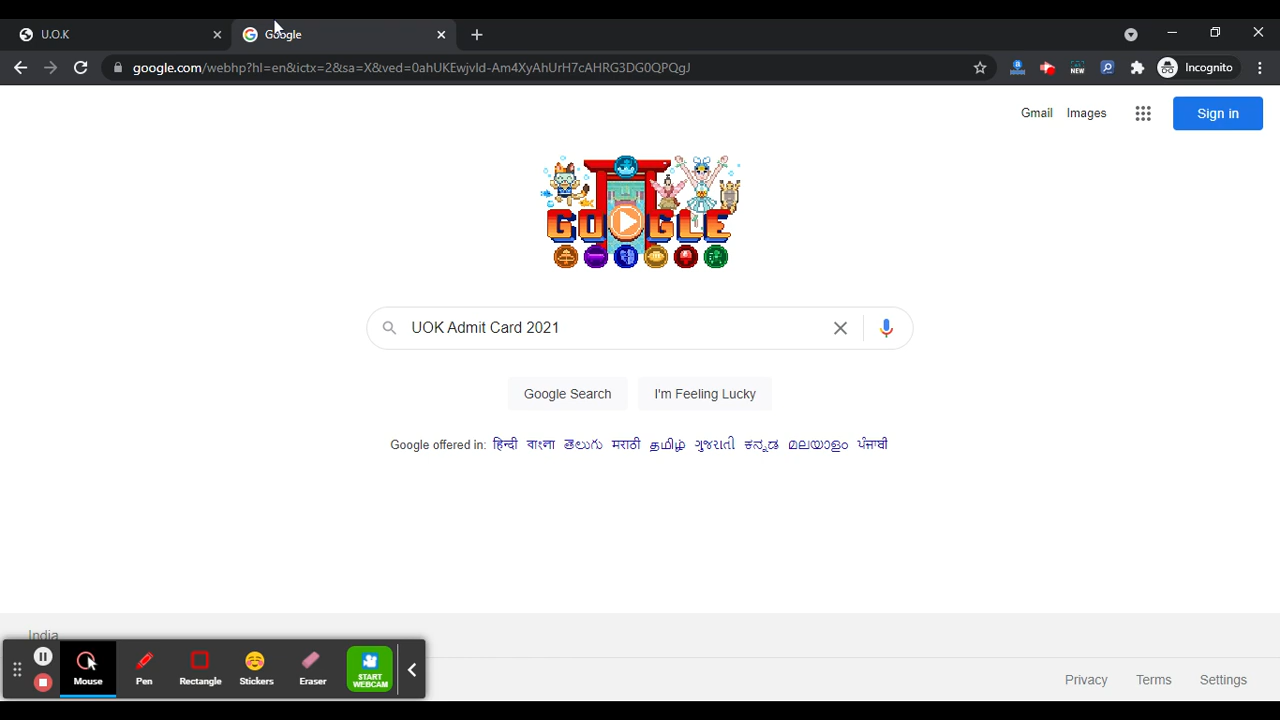 U.O.K
Google
google.com/webhp?hl=en&ictx=2&sa=X&ved=0ahUKEwjvld-Am4XyAhUrH7cAHRG3DG0QPQgJ
NEW
Incognito
Gmail Images
Sign in
GOOGLE
UOK Admit Card 2021
Google Search I'm Feeling Lucky
Google offered in: हिन्दी বাংলা తెలుగు मराठी தமிழ் ગુજરાતી ಕನ್ನಡ മലയാളം ਪੰਜਾਬੀ
India
Mouse Pen Rectangle Stickers Eraser START WEBCAM
Privacy Terms Settings